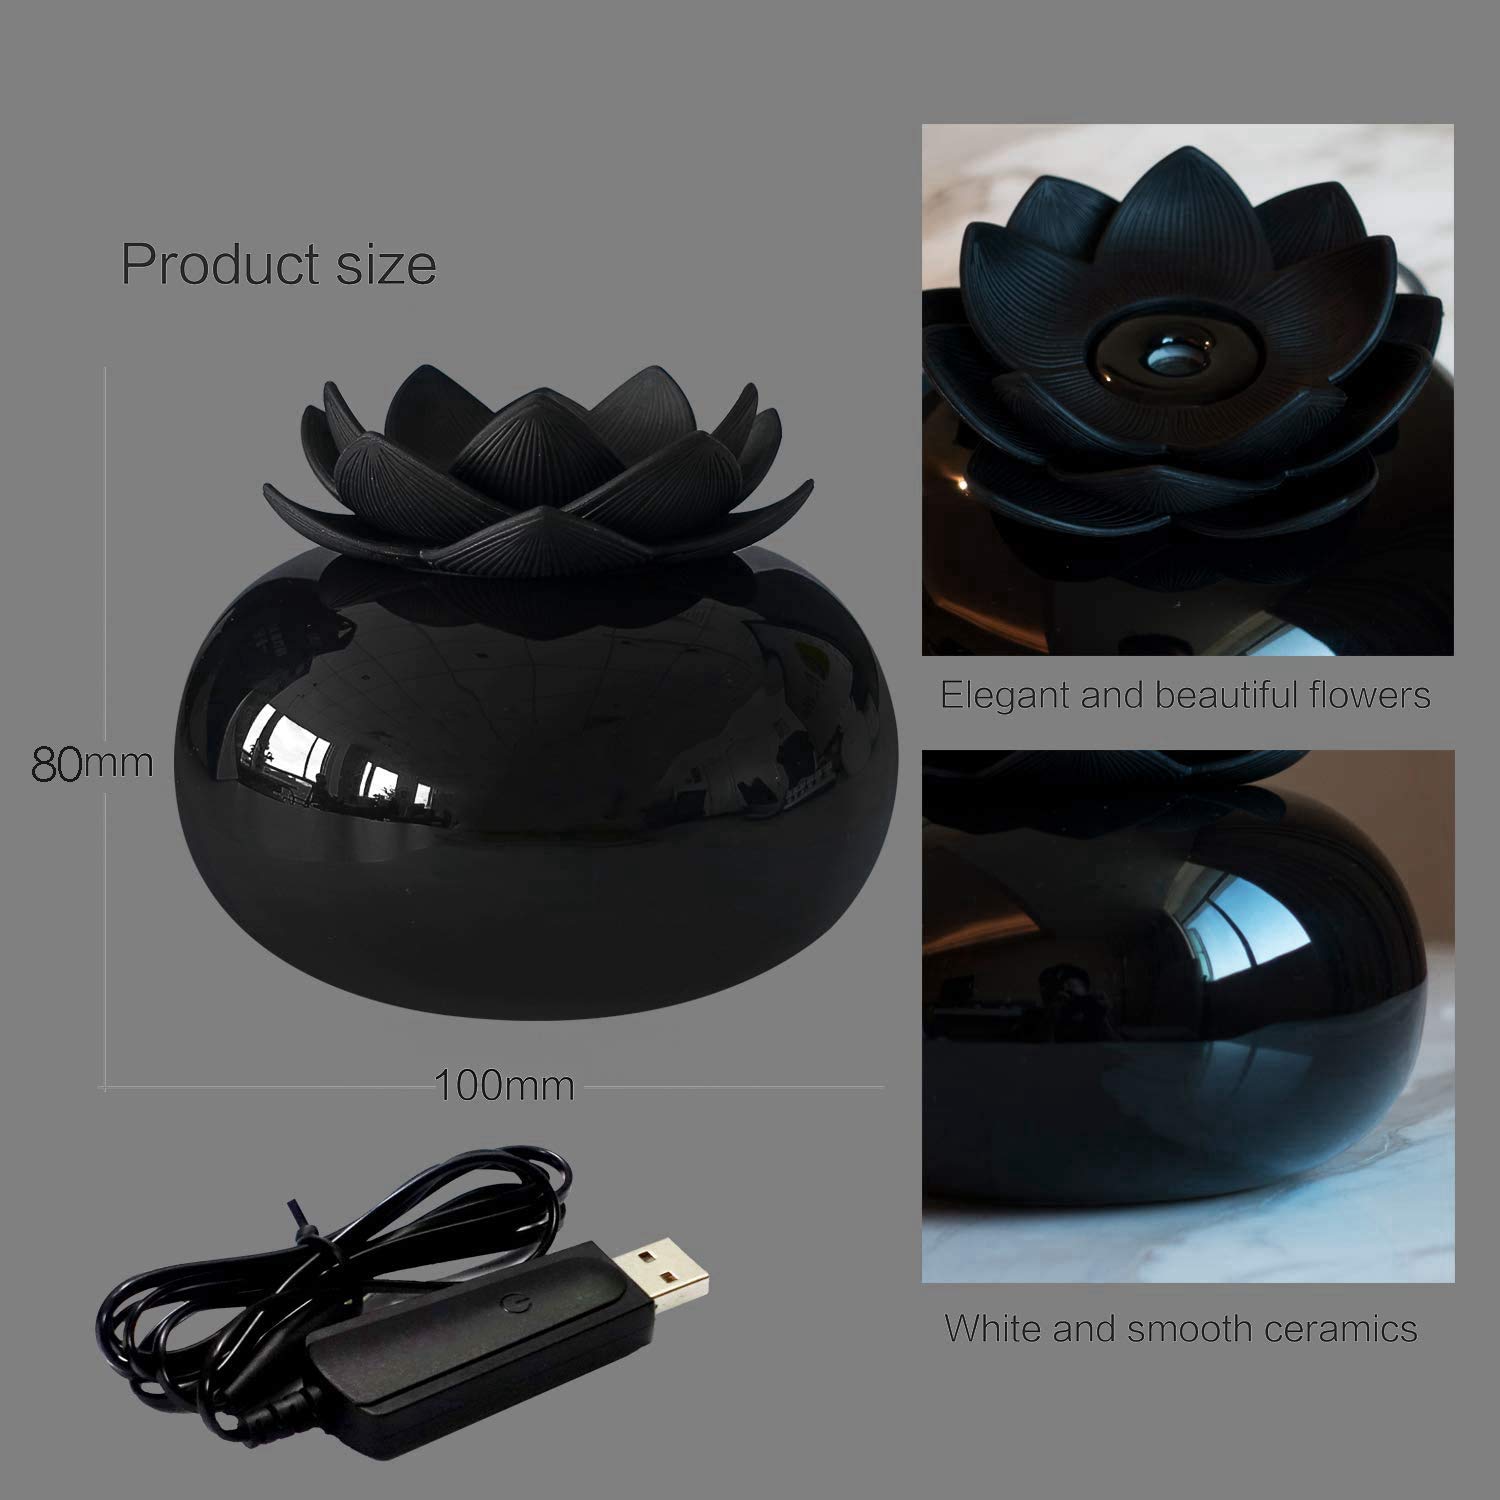 Product size
80mm
100mm
Elegant and beautiful flowers
White and smooth ceramics